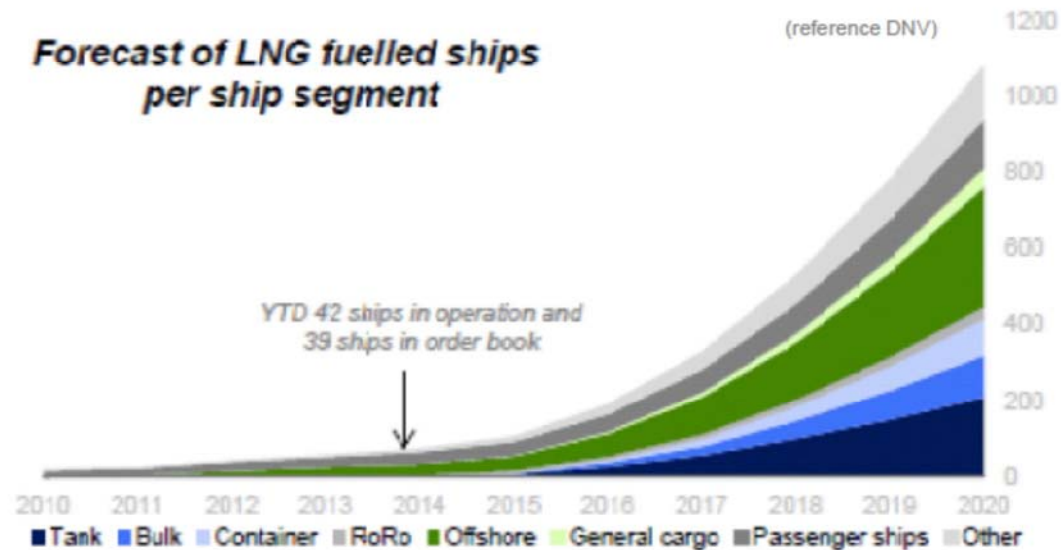 Forecast of LNG fuelled ships
per ship segment
(reference DNV)
1200
1000
800
600
400
200
0
YTD 42 ships in operation and
39 ships in order book
2010 2011 2012 2013 2014 2015 2016 2017 2018 2019 2020
Tank Bulk Container RoRo Offshore General cargo Passenger ships Other